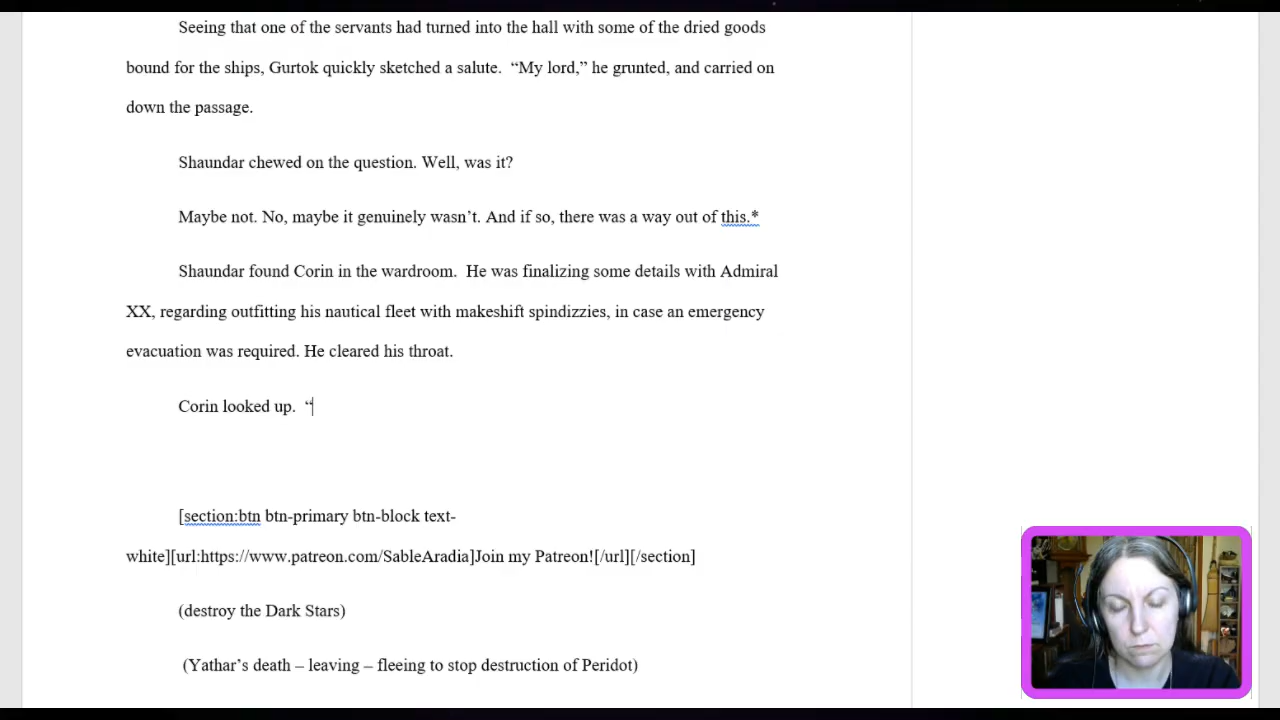 Seeing that one of the servants had turned into the hall with some of the dried goods
bound for the ships, Gurtok quickly sketched a salute.  “My lord,” he grunted, and carried on
down the passage.
Shaundar chewed on the question. Well, was it?
Maybe not. No, maybe it genuinely wasn’t. And if so, there was a way out of this.*
Shaundar found Corin in the wardroom.  He was finalizing some details with Admiral
XX, regarding outfitting his nautical fleet with makeshift spindizzies, in case an emergency
evacuation was required. He cleared his throat.
Corin looked up.  “
[section:btn btn-primary btn-block text-
white][url:https://www.patreon.com/SableAradia]Join my Patreon![/url][/section]
(destroy the Dark Stars)
(Yathar’s death – leaving – fleeing to stop destruction of Peridot)